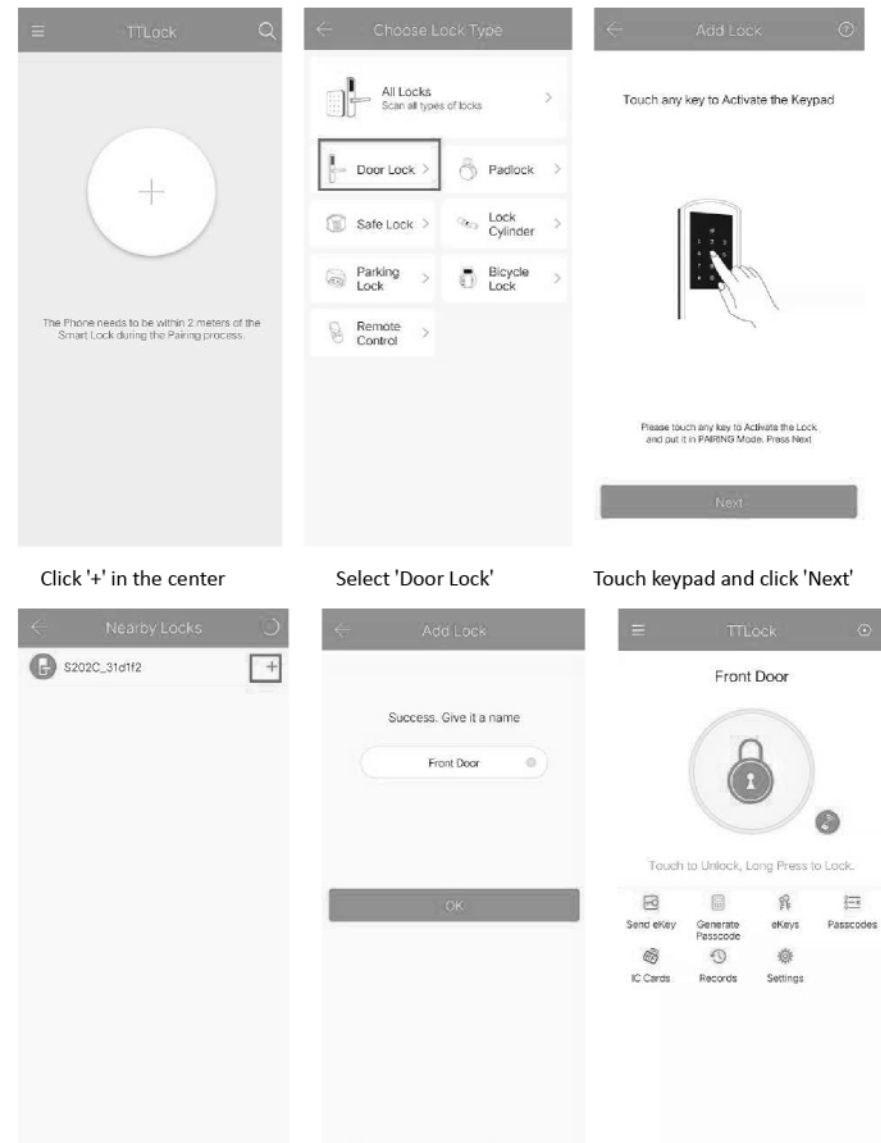 TTLock
The Phone needs to be within 2 meters of the
Smart Lock during the Pairing process.
Click '+' in the center
Choose Lock Type
All Locks
Scan all types of locks
Door Lock
Padlock
Safe Lock
Lock
Cylinder
Parking
Lock
Bicycle
Lock
Remote
Control
Select 'Door Lock'
Add Lock
Touch any key to Activate the Keypad
Please touch any key to Activate the Lock
and put it in PAIRING Mode. Press Next
Next
Touch keypad and click 'Next'
Nearby Locks
S202C_31d1f2
Add Lock
Success. Give it a name
Front Door
OK
TTLock
Front Door
Touch to Unlock, Long Press to Lock.
Send eKey
Generate
Passcode
eKeys
Passcodes
IC Cards
Records
Settings